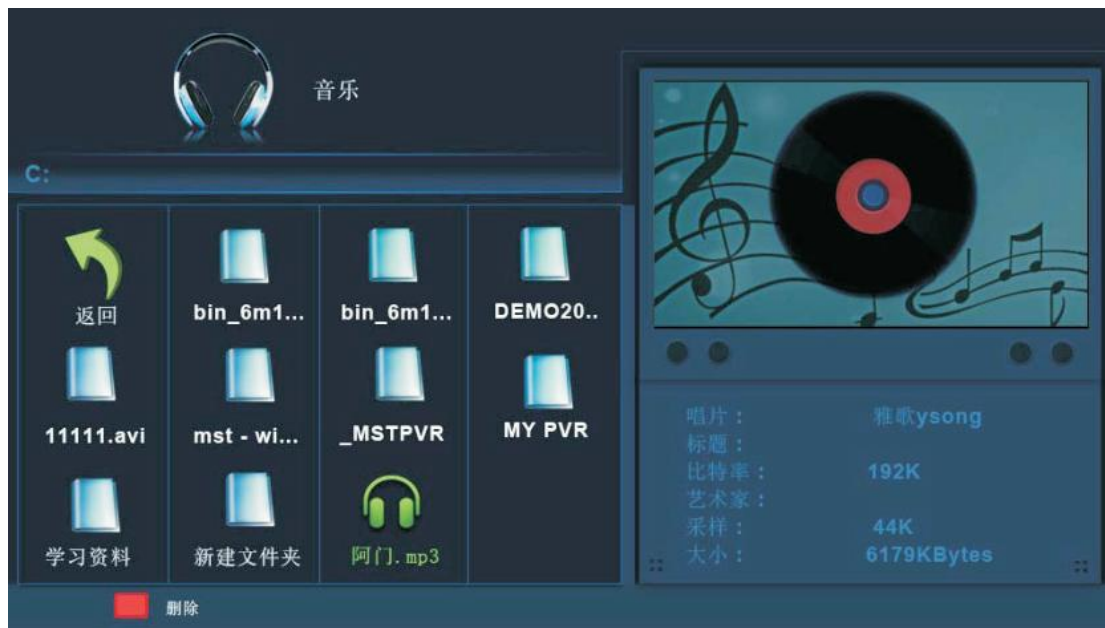 音乐
C:
返回
bin_6m1...
bin_6m1...
DEMO20..
11111.avi
mst - wi...
_MSTPVR
MY PVR
学习资料
新建文件夹
阿门.mp3
唱片： 雅歌ysong
标题：
比特率： 192K
艺术家：
采样： 44K
大小： 6179KBytes
删除